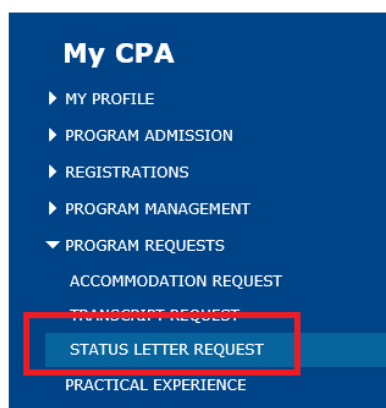 My CPA
MY PROFILE
PROGRAM ADMISSION
REGISTRATIONS
PROGRAM MANAGEMENT
PROGRAM REQUESTS
ACCOMMODATION REQUEST
TRANSCRIPT REQUEST
STATUS LETTER REQUEST
PRACTICAL EXPERIENCE